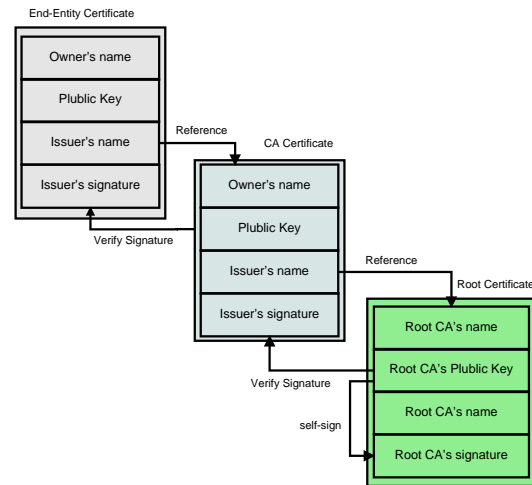 End-Entity Certificate
Owner's name
Plublic Key
Issuer's name
Issuer's signature
Reference
Verify Signature
CA Certificate
Owner's name
Plublic Key
Issuer's name
Issuer's signature
Reference
Verify Signature
Root Certificate
Root CA's name
Root CA's Plublic Key
Root CA's name
Root CA's signature
self-sign